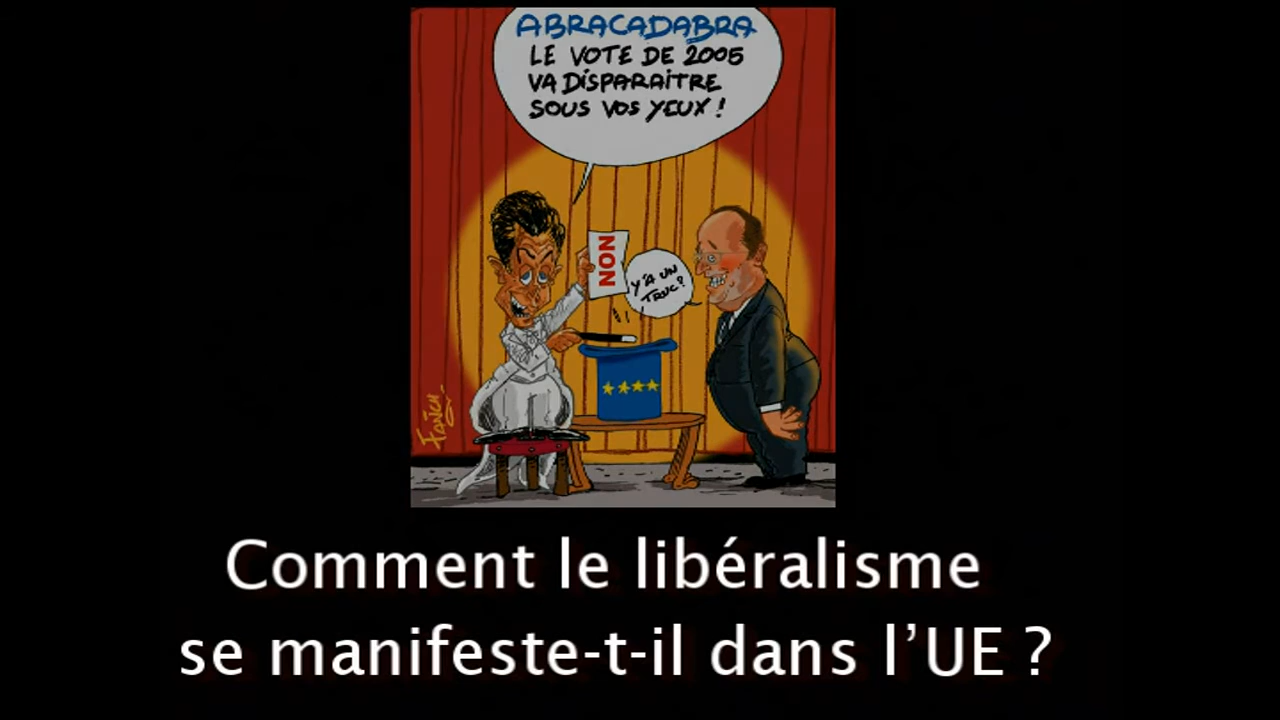 ABRACADABRA
LE VOTE DE 2005
VA DISPARAITRE
SOUS VOS YEUX !
NON
Y'A UN
TRUC ?
Fañch
Comment le libéralisme
se manifeste-t-il dans l'UE ?